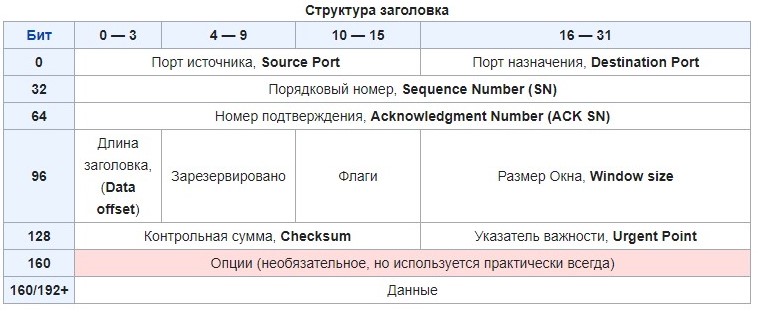 Структура заголовка
Бит 0 — 3 4 — 9 10 — 15 16 — 31
0 Порт источника, Source Port Порт назначения, Destination Port
32 Порядковый номер, Sequence Number (SN)
64 Номер подтверждения, Acknowledgment Number (ACK SN)
96 Длина заголовка, (Data offset) Зарезервировано Флаги Размер Окна, Window size
128 Контрольная сумма, Checksum Указатель важности, Urgent Point
160 Опции (необязательное, но используется практически всегда)
160/192+ Данные